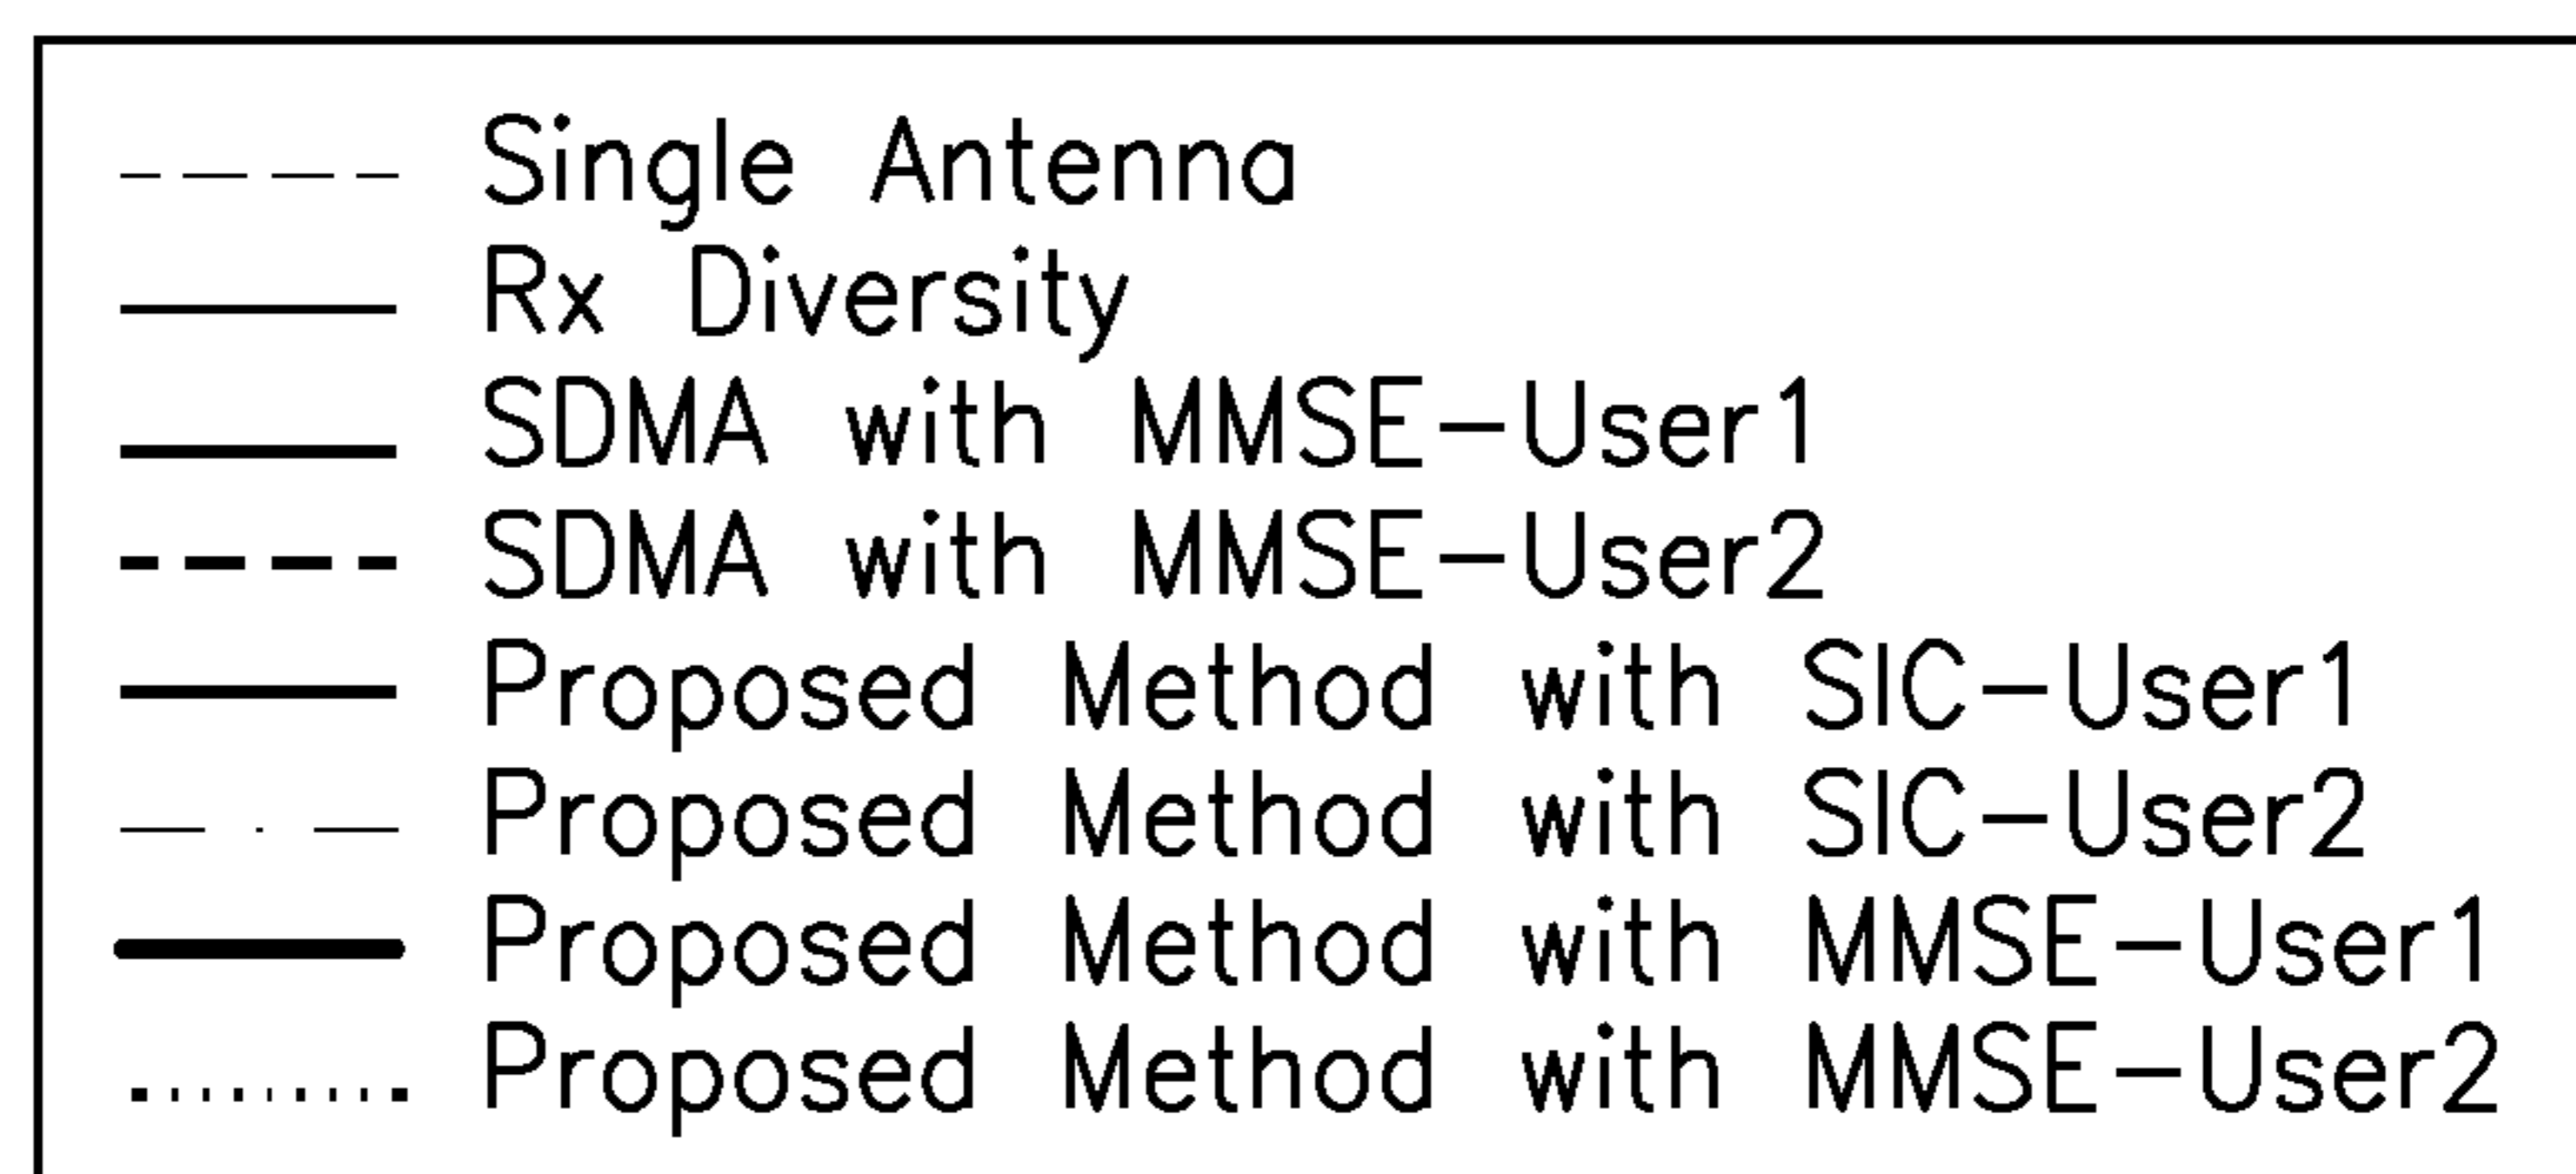 Single Antenna
Rx Diversity
SDMA with MMSE-User1
SDMA with MMSE-User2
Proposed Method with SIC-User1
Proposed Method with SIC-User2
Proposed Method with MMSE-User1
Proposed Method with MMSE-User2